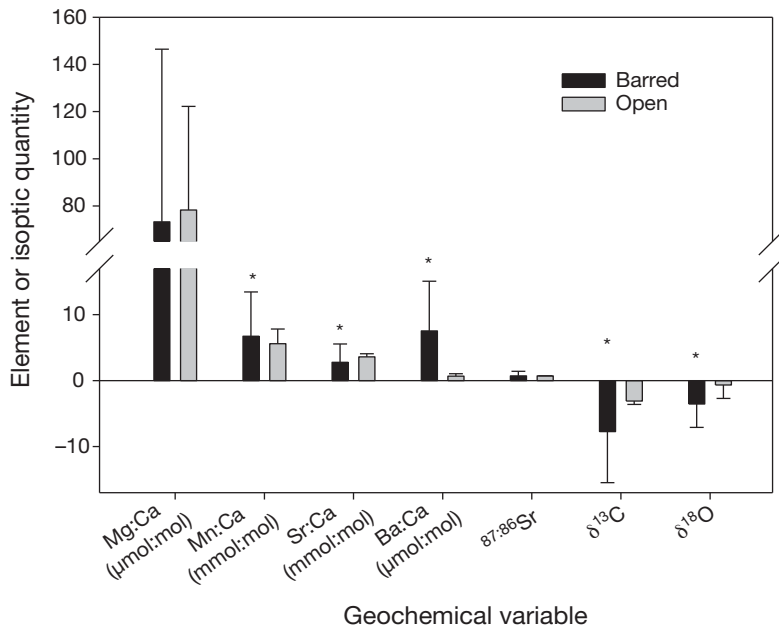 160
140
120
100
80
10
0
−10
Element or isoptic quantity
Barred
Open
*
*
*
*
*
Mg:Ca
(µmol:mol)
Mn:Ca
(mmol:mol)
Sr:Ca
(mmol:mol)
Ba:Ca
(µmol:mol)
87:86Sr
δ13C
δ18O
Geochemical variable